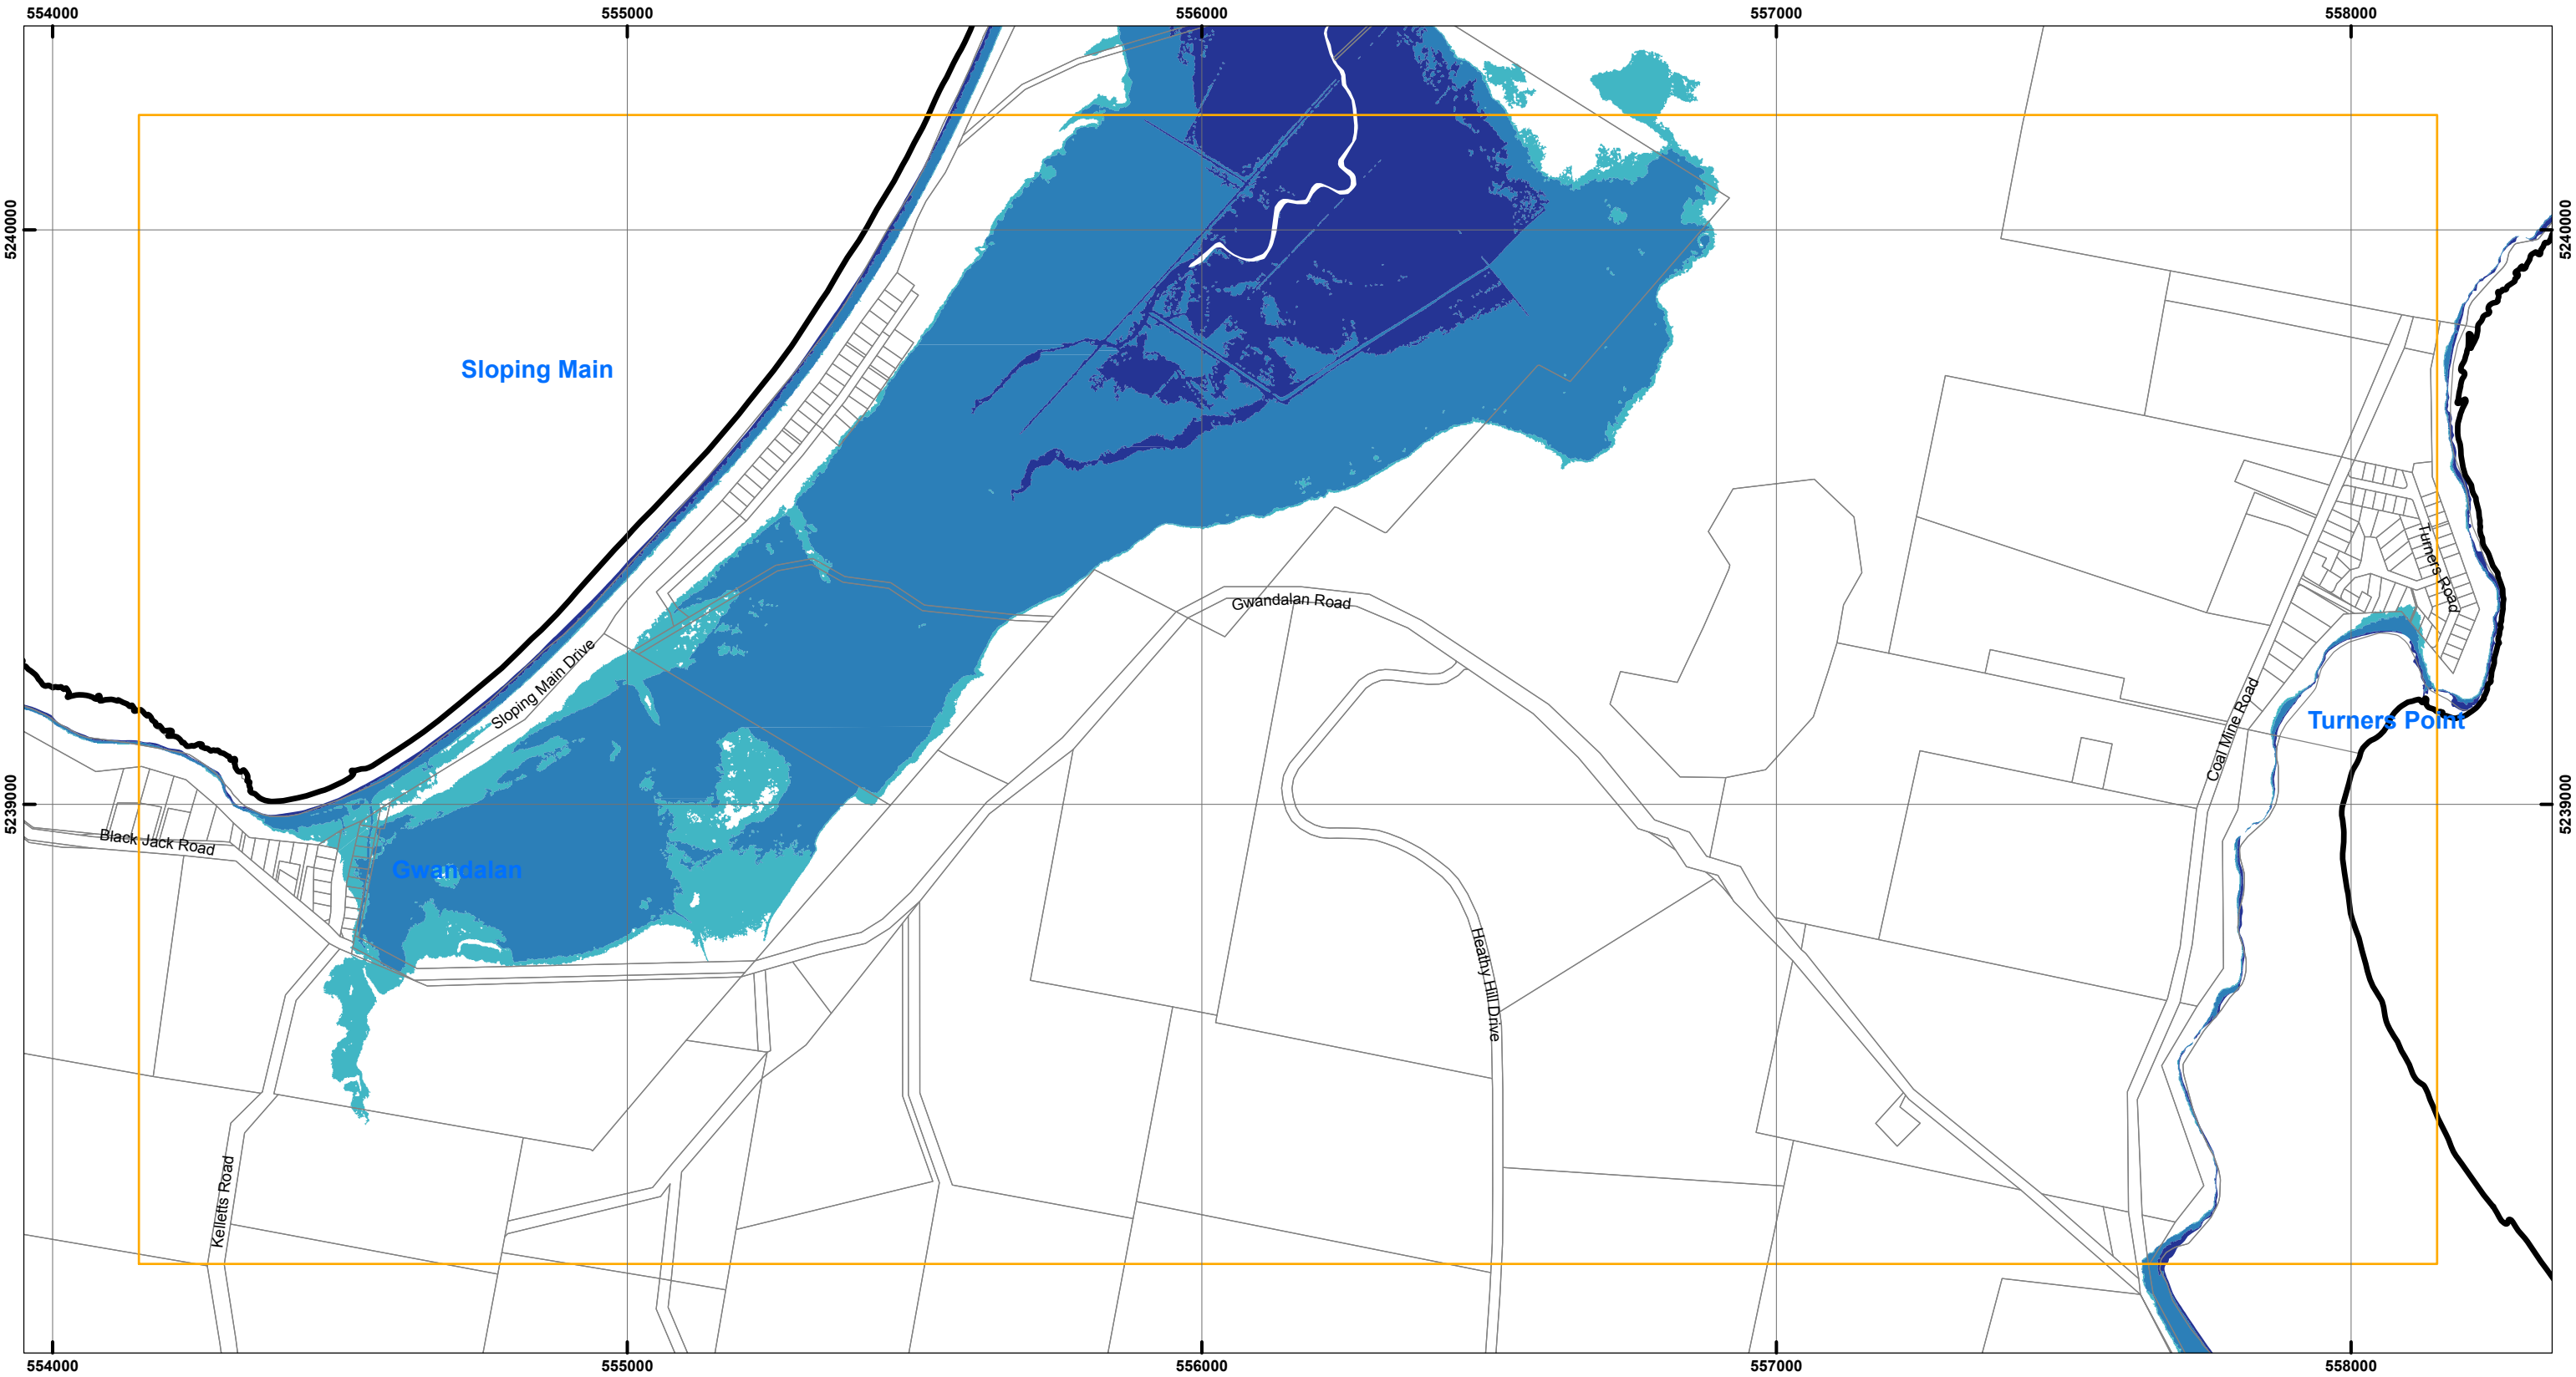 554000 555000 556000 557000 558000
5240000 5240000
Sloping Main
Turners Road
Gwandalan Road
Sloping Main Drive
Coal Mine Road
Turners Point
5239000 5239000
Black Jack Road
Gwandalan
Heathy Hill Drive
Kelletts Road
554000 555000 556000 557000 558000